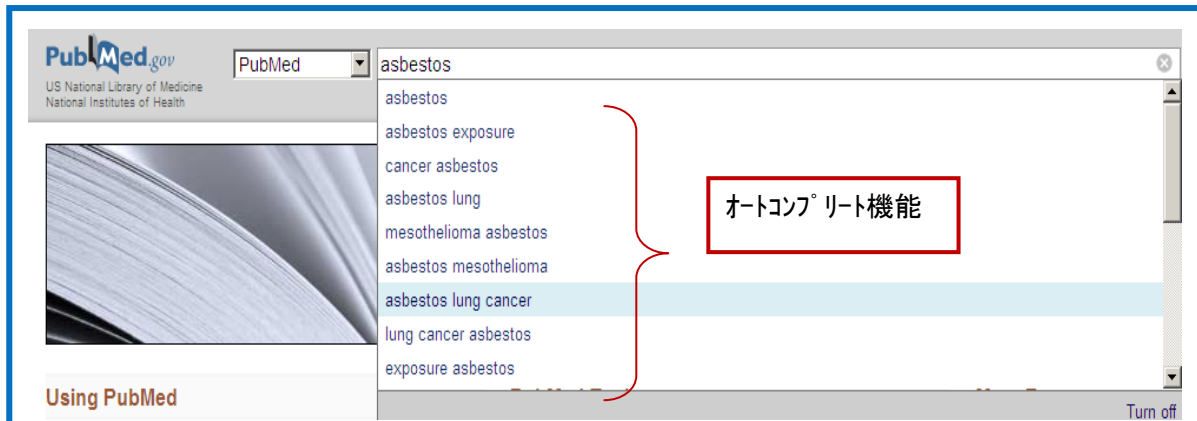 PubMed.gov
US National Library of Medicine
National Institutes of Health
PubMed
asbestos
asbestos
asbestos exposure
cancer asbestos
asbestos lung
mesothelioma asbestos
asbestos mesothelioma
asbestos lung cancer
lung cancer asbestos
exposure asbestos
オートコンプリート機能
Using PubMed
Turn off